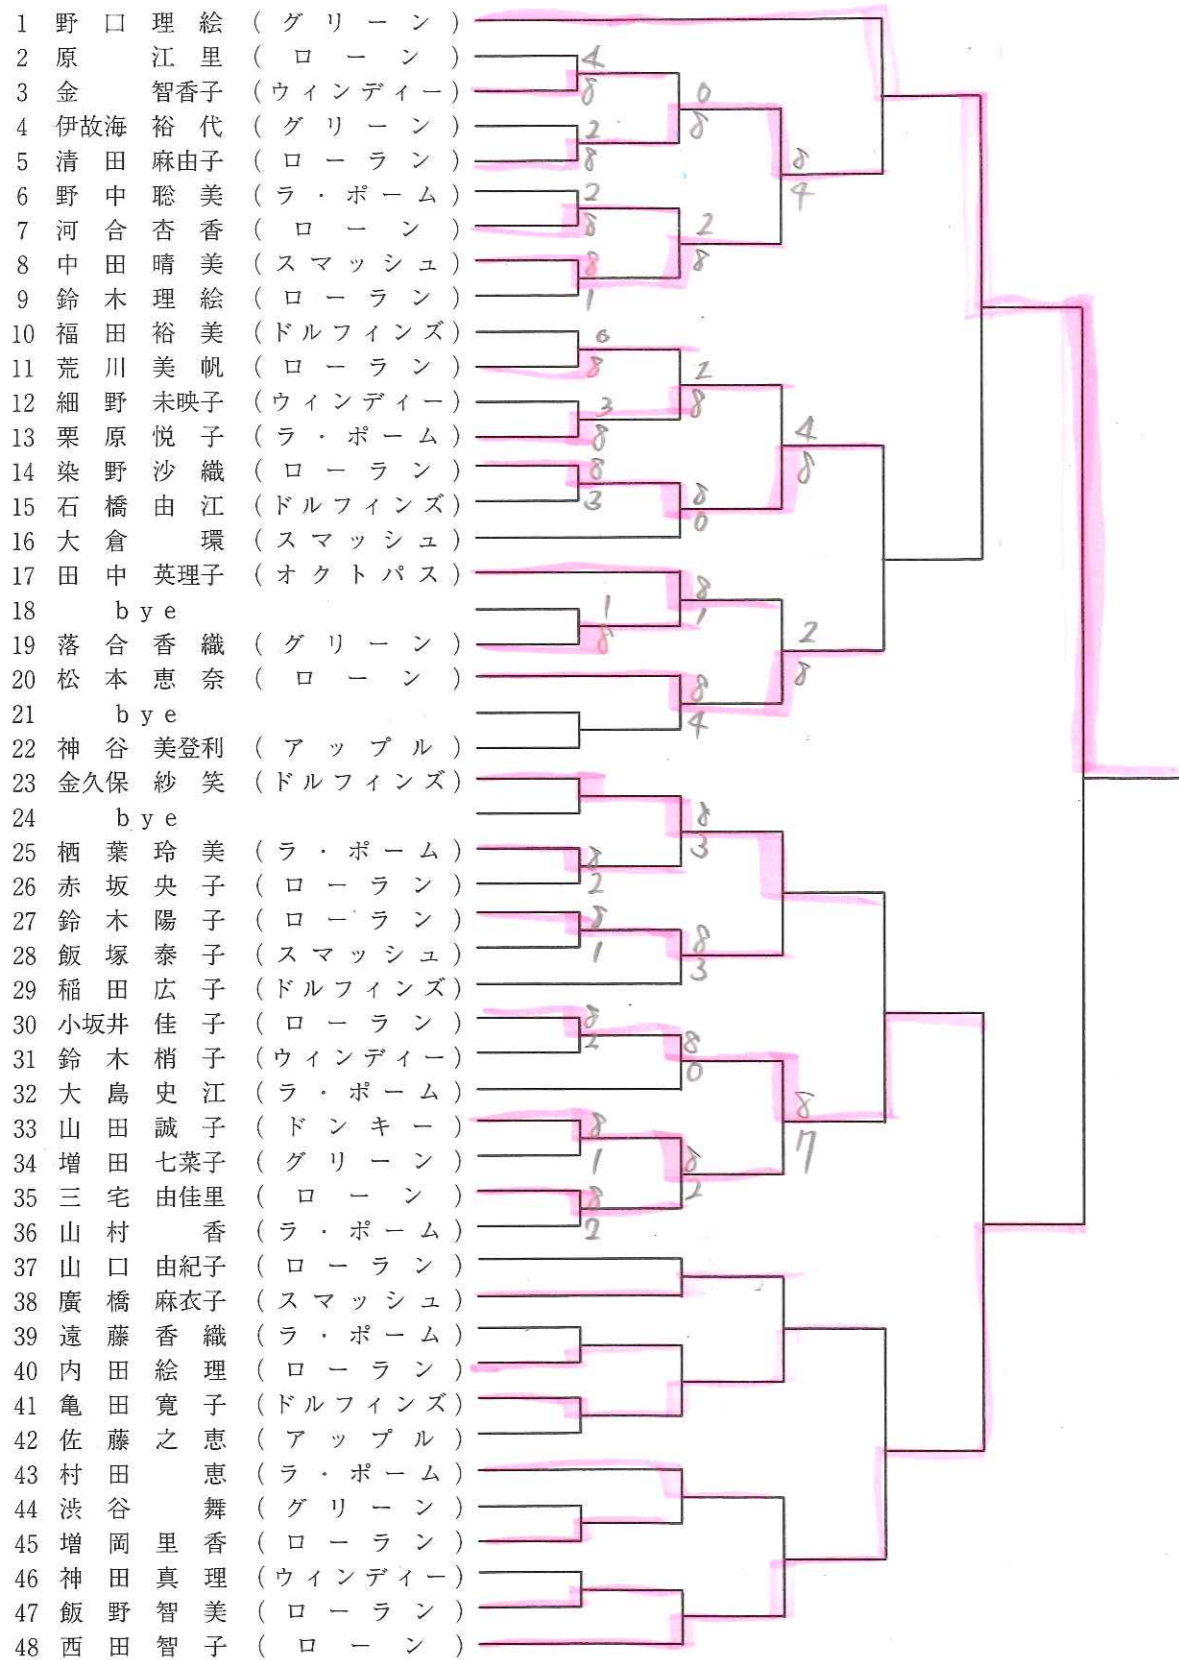 1 野口理絵 (グリーン)
2 原 江里 (ローン)
4
3 金 智香子 (ウィンディー)
8
0
4 伊故海裕代 (グリーン)
2
8
5 清田麻由子 (ローラン)
8
8
6 野中聡美 (ラ・ポーム)
2
4
7 河合杏香 (ローン)
8
2
8 中田晴美 (スマッシュ)
8
8
9 鈴木理絵 (ローラン)
1
10 福田裕美 (ドルフィンズ)
0
11 荒川美帆 (ローラン)
8
2
12 細野未映子 (ウィンディー)
3
8
13 栗原悦子 (ラ・ポーム)
8
4
14 染野沙織 (ローラン)
8
8
15 石橋由江 (ドルフィンズ)
3
8
0
16 大倉 環 (スマッシュ)
17 田中英理子 (オクトパス)
8
18 bye
1
1
19 落合香織 (グリーン)
8
2
20 松本恵奈 (ローン)
8
8
21 bye
4
22 神谷美登利 (アップル)
23 金久保紗笑 (ドルフィンズ)
24 bye
8
25 栖葉玲美 (ラ・ポーム)
8
3
26 赤坂央子 (ローラン)
2
27 鈴木陽子 (ローラン)
8
28 飯塚泰子 (スマッシュ)
1
8
3
29 稲田広子 (ドルフィンズ)
30 小坂井佳子 (ローラン)
8
31 鈴木梢子 (ウィンディー)
2
8
0
32 大島史江 (ラ・ポーム)
8
33 山田誠子 (ドンキー)
8
34 増田七菜子 (グリーン)
1
8
7
35 三宅由佳里 (ローン)
8
2
36 山村 香 (ラ・ポーム)
2
37 山口由紀子 (ローラン)
38 廣橋麻衣子 (スマッシュ)
39 遠藤香織 (ラ・ポーム)
40 内田絵理 (ローラン)
41 亀田寛子 (ドルフィンズ)
42 佐藤之恵 (アップル)
43 村田 恵 (ラ・ポーム)
44 渋谷 舞 (グリーン)
45 増岡里香 (ローラン)
46 神田真理 (ウィンディー)
47 飯野智美 (ローラン)
48 西田智子 (ローン)